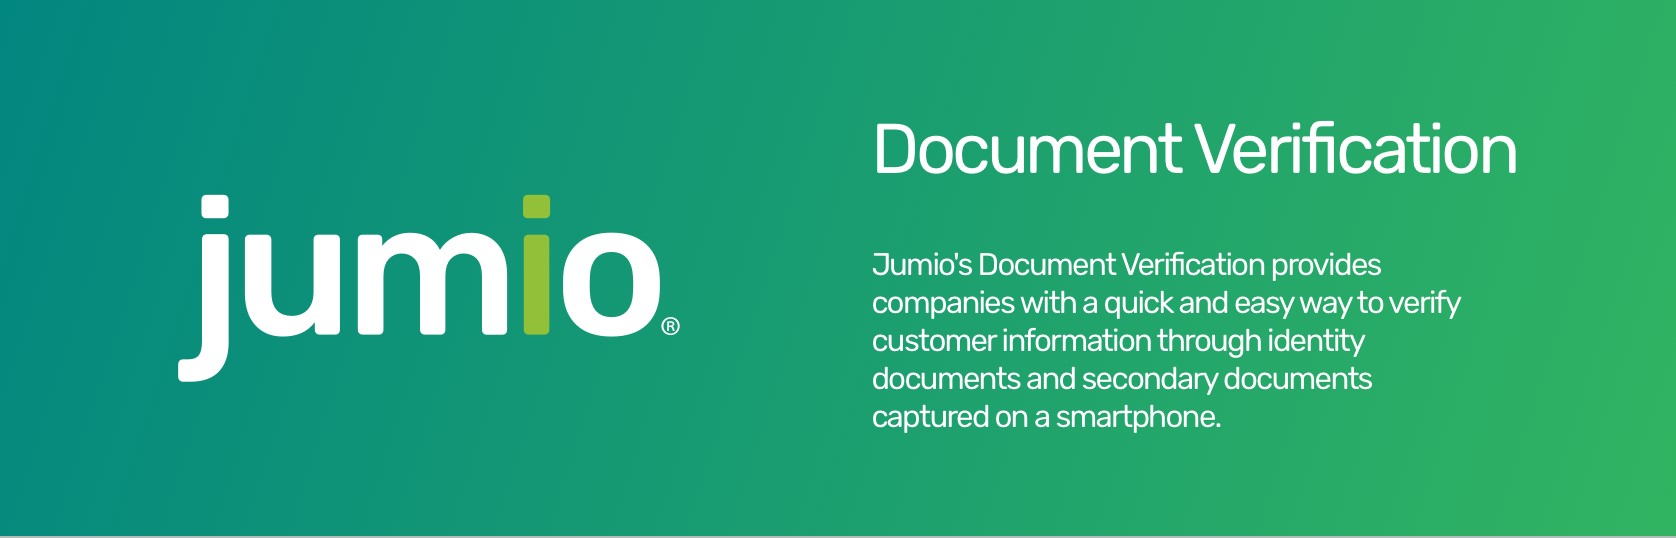 jumio®
Document Verification
Jumio's Document Verification provides
companies with a quick and easy way to verify
customer information through identity
documents and secondary documents
captured on a smartphone.